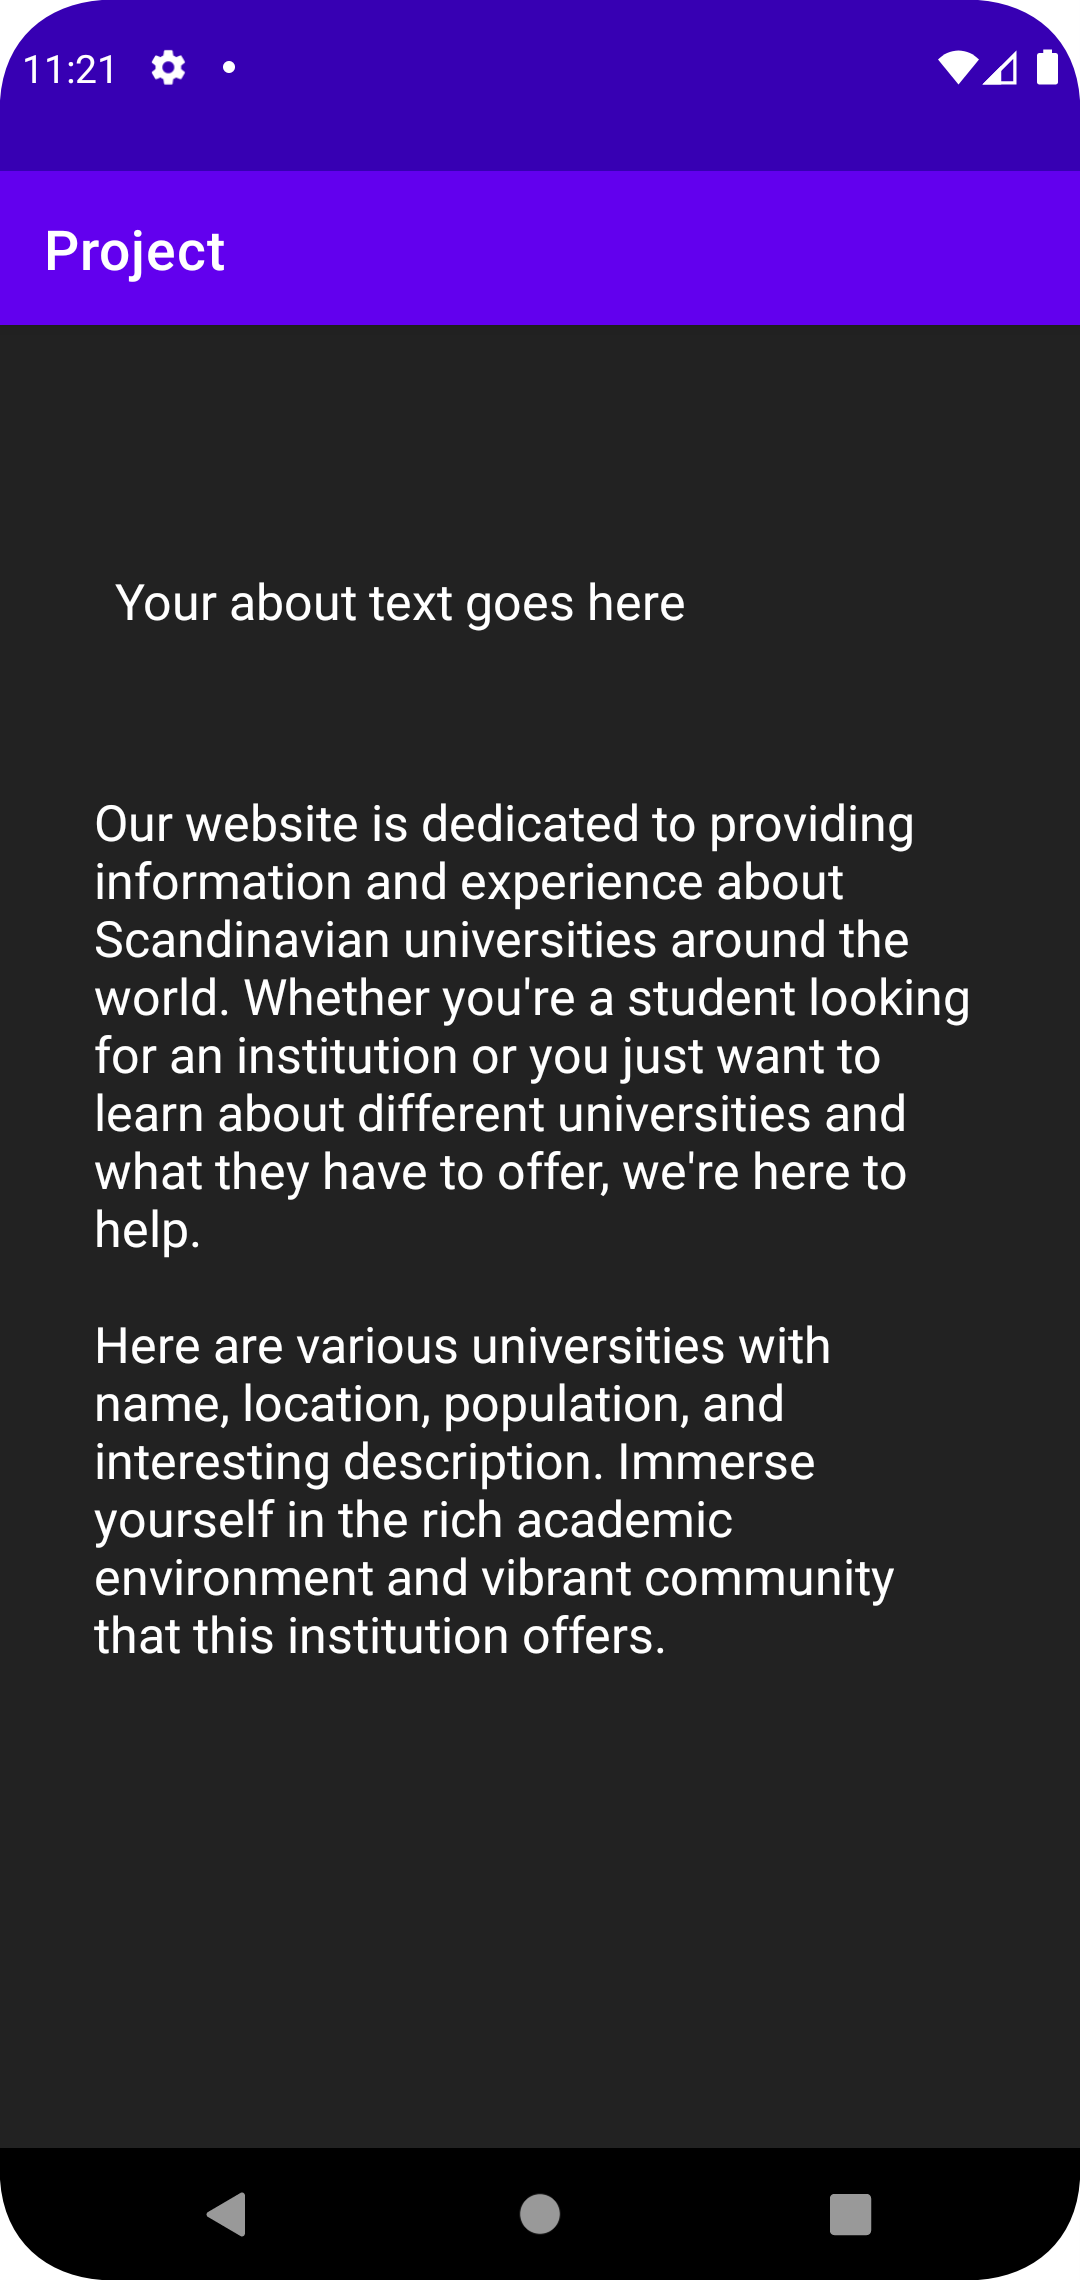 11:21
Project
Your about text goes here
Our website is dedicated to providing
information and experience about
Scandinavian universities around the
world. Whether you're a student looking
for an institution or you just want to
learn about different universities and
what they have to offer, we're here to
help.
Here are various universities with
name, location, population, and
interesting description. Immerse
yourself in the rich academic
environment and vibrant community
that this institution offers.